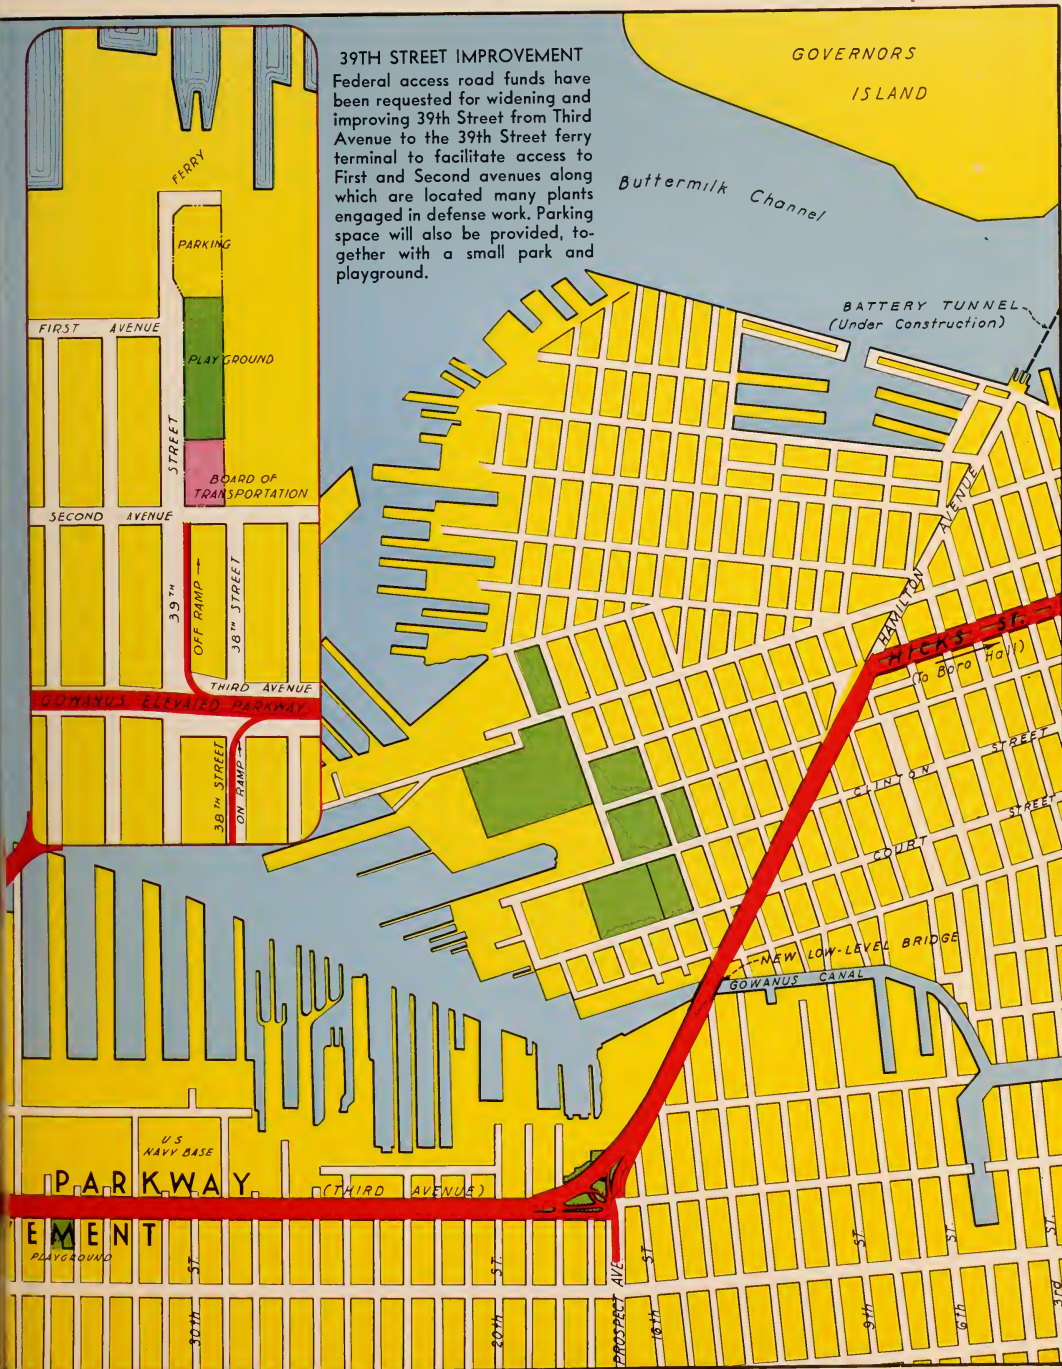 39TH STREET IMPROVEMENT
Federal access road funds have
been requested for widening and
improving 39th Street from Third
Avenue to the 39th Street ferry
terminal to facilitate access to
First and Second avenues along
which are located many plants
engaged in defense work. Parking
space will also be provided, to-
gether with a small park and
playground.
GOVERNORS
ISLAND
Buttermilk Channel
BATTERY TUNNEL
(Under Construction)
FERRY
PARKING
FIRST AVENUE
PLAYGROUND
STREET
BOARD OF
TRANSPORTATION
SECOND AVENUE
39TH
OFF RAMP
38TH STREET
THIRD AVENUE
GOWANUS ELEVATED PARKWAY
38TH STREET
ON RAMP
HAMILTON AVENUE
HICKS ST.
(To Boro Hall)
CLINTON STREET
COURT STREET
NEW LOW-LEVEL BRIDGE
GOWANUS CANAL
US
NAVY BASE
PARKWAY
(THIRD AVENUE)
EMENT
PLAYGROUND
30th ST.
20th ST.
PROSPECT AVE
16th ST
9th ST.
6th ST.
3rd ST.